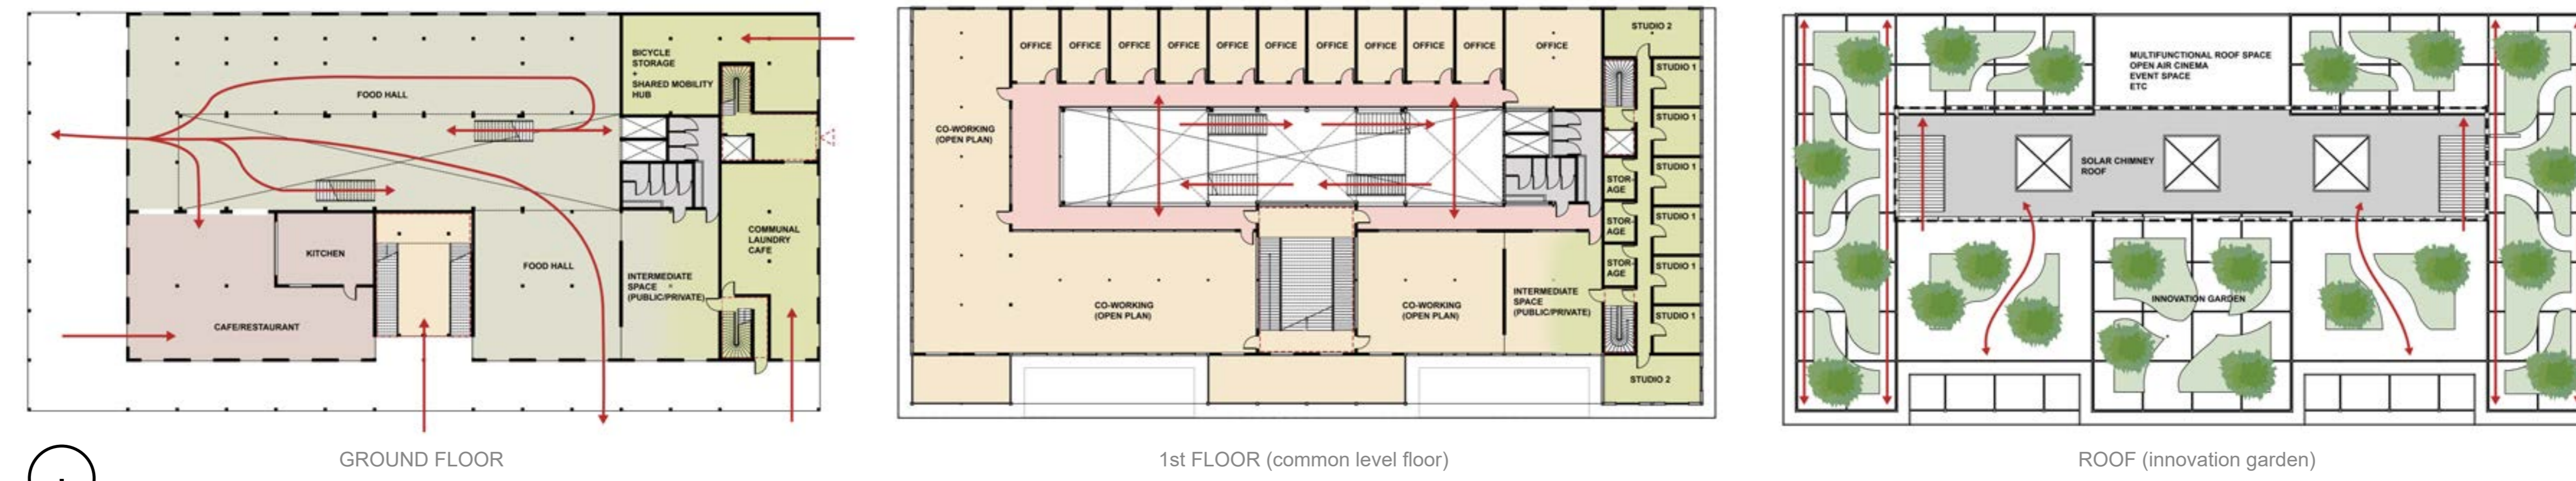 BICYCLE
STORAGE
+
SHARED MOBILITY
HUB
FOOD HALL
KITCHEN
FOOD HALL
CAFE/RESTAURANT
INTERMEDIATE
SPACE
(PUBLIC/PRIVATE)
COMMUNAL
LAUNDRY
CAFE
GROUND FLOOR
OFFICE
OFFICE
OFFICE
OFFICE
OFFICE
OFFICE
OFFICE
OFFICE
OFFICE
OFFICE
OFFICE
STUDIO 2
STUDIO 1
STUDIO 1
STUDIO 1
STUDIO 1
STUDIO 1
STUDIO 1
STOR-
AGE
STOR-
AGE
STOR-
AGE
CO-WORKING
(OPEN PLAN)
CO-WORKING
(OPEN PLAN)
CO-WORKING
(OPEN PLAN)
INTERMEDIATE
SPACE
(PUBLIC/PRIVATE)
STUDIO 2
1st FLOOR (common level floor)
MULTIFUNCTIONAL ROOF SPACE
OPEN AIR CINEMA
EVENT SPACE
ETC
SOLAR CHIMNEY
ROOF
INNOVATION GARDEN
ROOF (innovation garden)